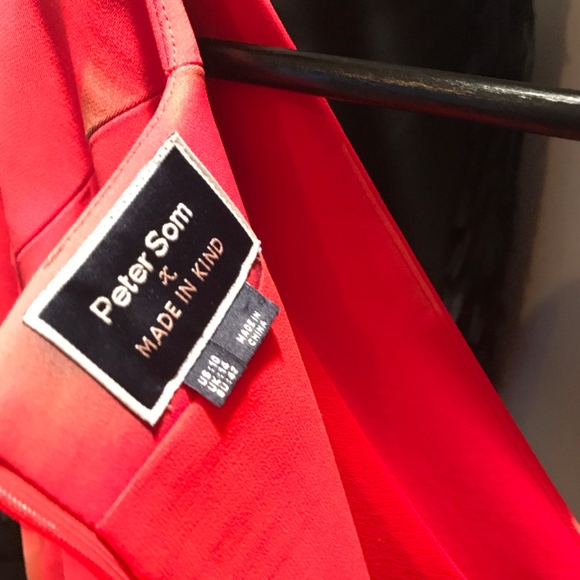 Peter Som
x
MADE IN KIND
US:10
UK:14
EU:42
MADE IN
CHINA